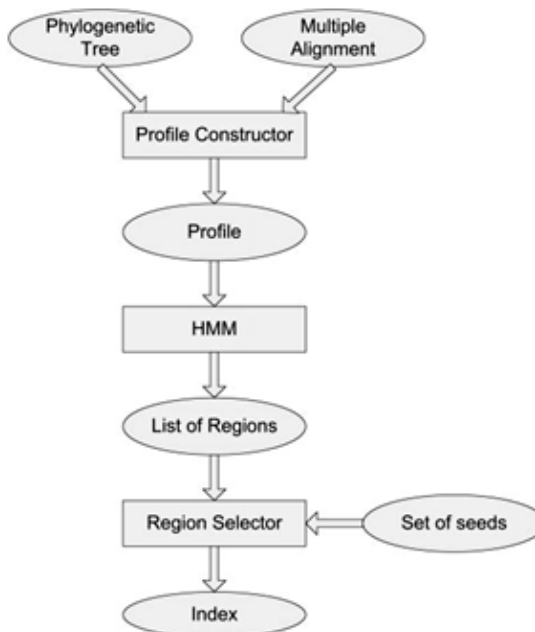 Phylogenetic
Tree
Multiple
Alignment
Profile Constructor
Profile
HMM
List of Regions
Region Selector
Set of seeds
Index